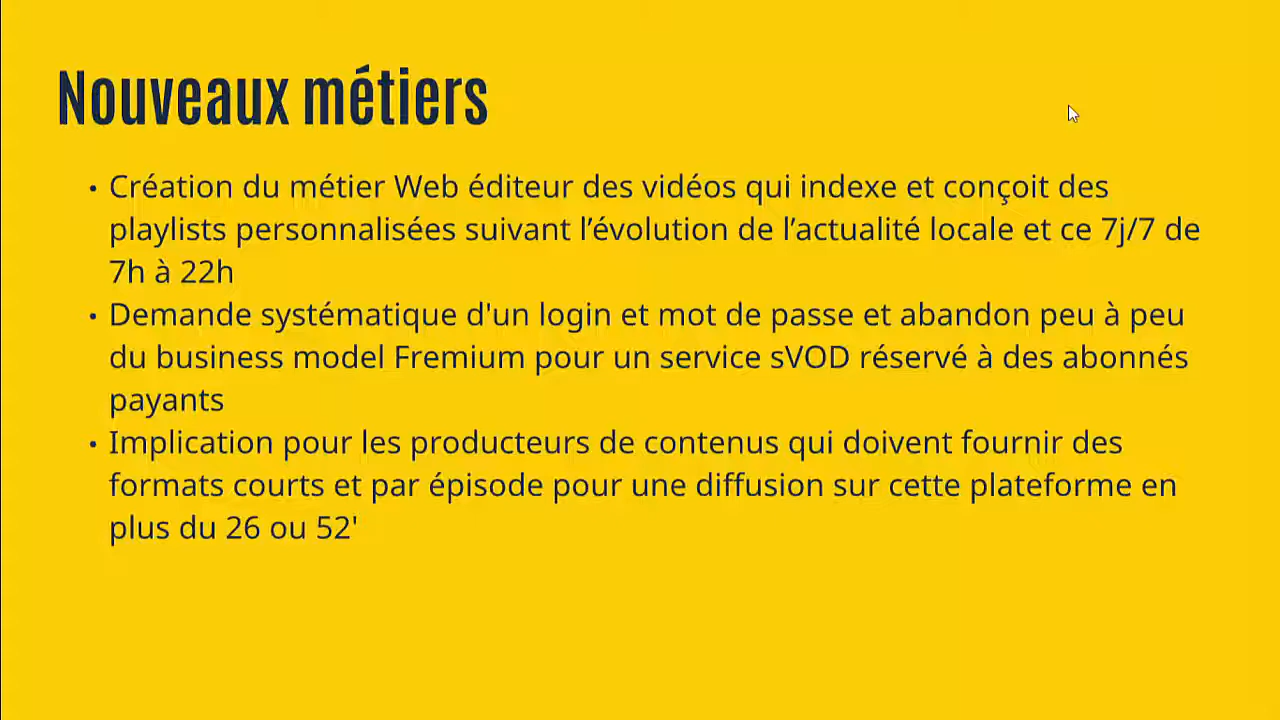 Nouveaux métiers
• Création du métier Web éditeur des vidéos qui indexe et conçoit des
playlists personnalisées suivant l’évolution de l’actualité locale et ce 7j/7 de
7h à 22h
• Demande systématique d'un login et mot de passe et abandon peu à peu
du business model Fremium pour un service sVOD réservé à des abonnés
payants
• Implication pour les producteurs de contenus qui doivent fournir des
formats courts et par épisode pour une diffusion sur cette plateforme en
plus du 26 ou 52'